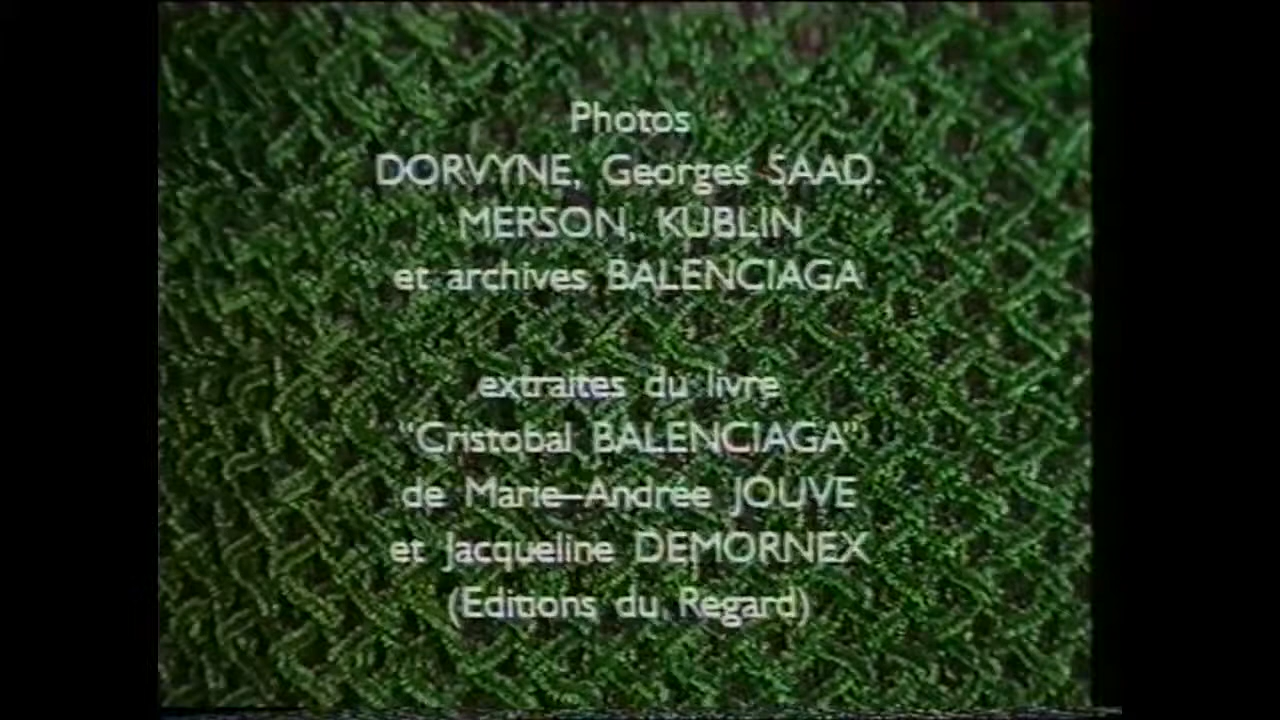 Photos
DORVYNE, Georges SAAD.
MERSON, KUBLIN
et archives BALENCIAGA
extraites du livre
"Cristobal BALENCIAGA"
de Marie-Andree JOUVE
et Jacqueline DEMORNEX
(Editions du Regard)